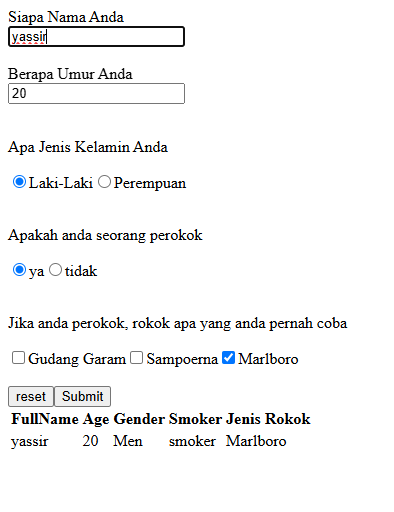 Siapa Nama Anda
yassir
Berapa Umur Anda
20
Apa Jenis Kelamin Anda
Laki-Laki Perempuan
Apakah anda seorang perokok
ya tidak
Jika anda perokok, rokok apa yang anda pernah coba
Gudang Garam Sampoerna Marlboro
reset Submit
FullName Age Gender Smoker Jenis Rokok
yassir 20 Men smoker Marlboro